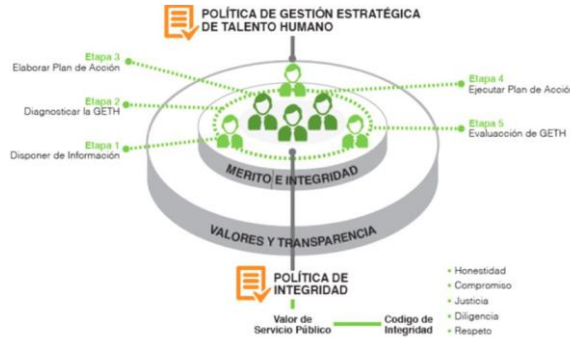 POLÍTICA DE GESTIÓN ESTRATÉGICA
DE TALENTO HUMANO
Etapa 3
Elaborar Plan de Acción
Etapa 2
Diagnosticar la GETH
Etapa 1
Disponer de Información
Etapa 4
Ejecutar Plan de Acció
Etapa 5
Evaluacción de GETH
MERITO E INTEGRIDAD
VALORES Y TRANSPARENCIA
POLÍTICA DE
INTEGRIDAD
Valor de
Servicio Público
Codigo de
Integridad
• Honestidad
• Compromiso
• Justicia
• Diligencia
• Respeto